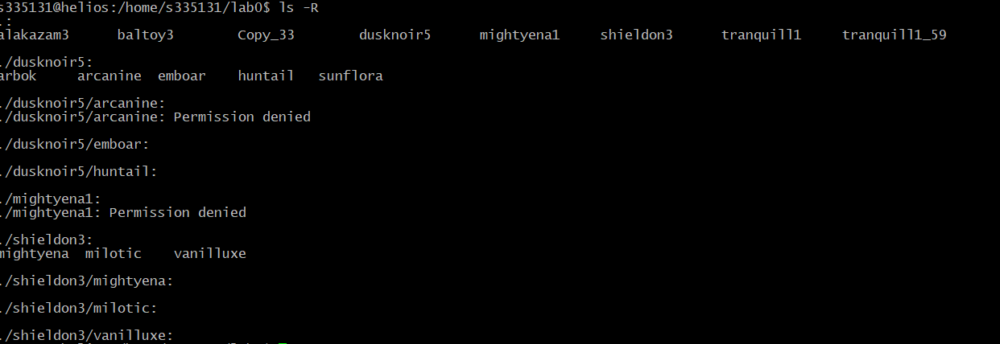 s335131@helios:/home/s335131/lab0$ ls -R
.:
alakazam3 baltoy3 Copy_33 dusknoir5 mightyena1 shieldon3 tranquill1 tranquill1_59
./dusknoir5:
arbok arcanine emboar huntail sunflora
./dusknoir5/arcanine:
./dusknoir5/arcanine: Permission denied
./dusknoir5/emboar:
./dusknoir5/huntail:
./mightyena1:
./mightyena1: Permission denied
./shieldon3:
mightyena milotic vanilluxe
./shieldon3/mightyena:
./shieldon3/milotic:
./shieldon3/vanilluxe: